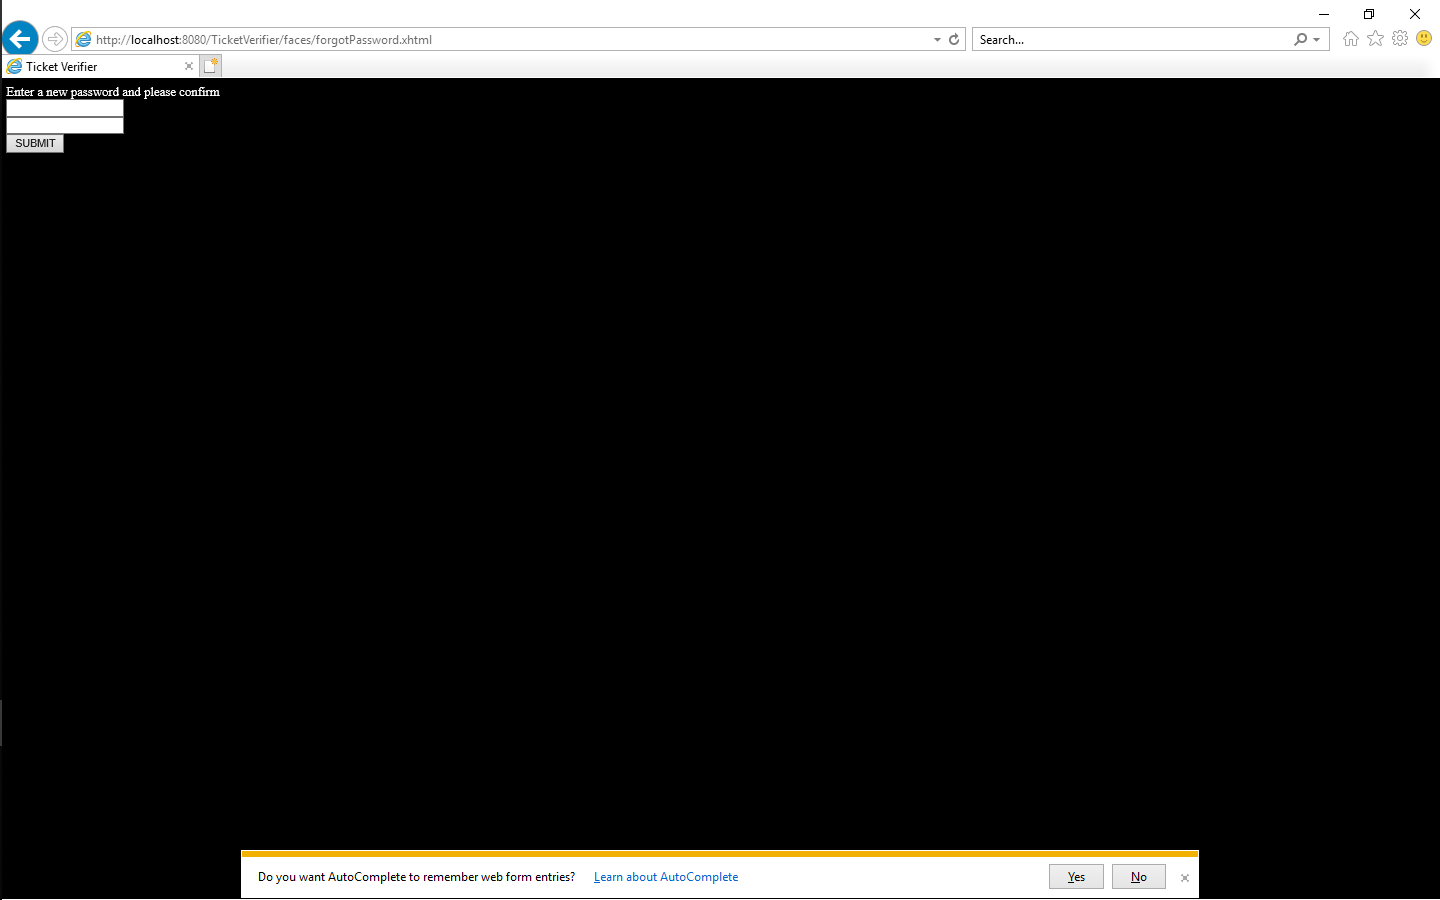 http://localhost:8080/TicketVerifier/faces/forgotPassword.xhtml
Search...
Ticket Verifier
Enter a new password and please confirm
SUBMIT
Do you want AutoComplete to remember web form entries? Learn about AutoComplete Yes No